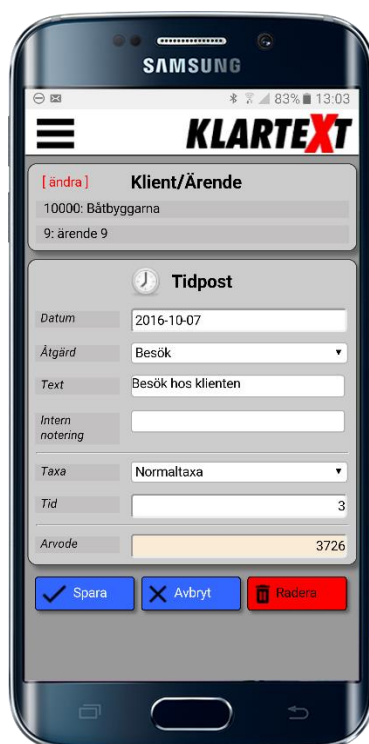 SAMSUNG
83% 13:03
KLARTEXT
[ ändra ] Klient/Ärende
10000: Båtbyggarna
9: ärende 9
Tidpost
Datum 2016-10-07
Åtgärd Besök
Text Besök hos klienten
Intern
notering
Taxa Normaltaxa
Tid 3
Arvode 3726
Spara Avbryt Radera